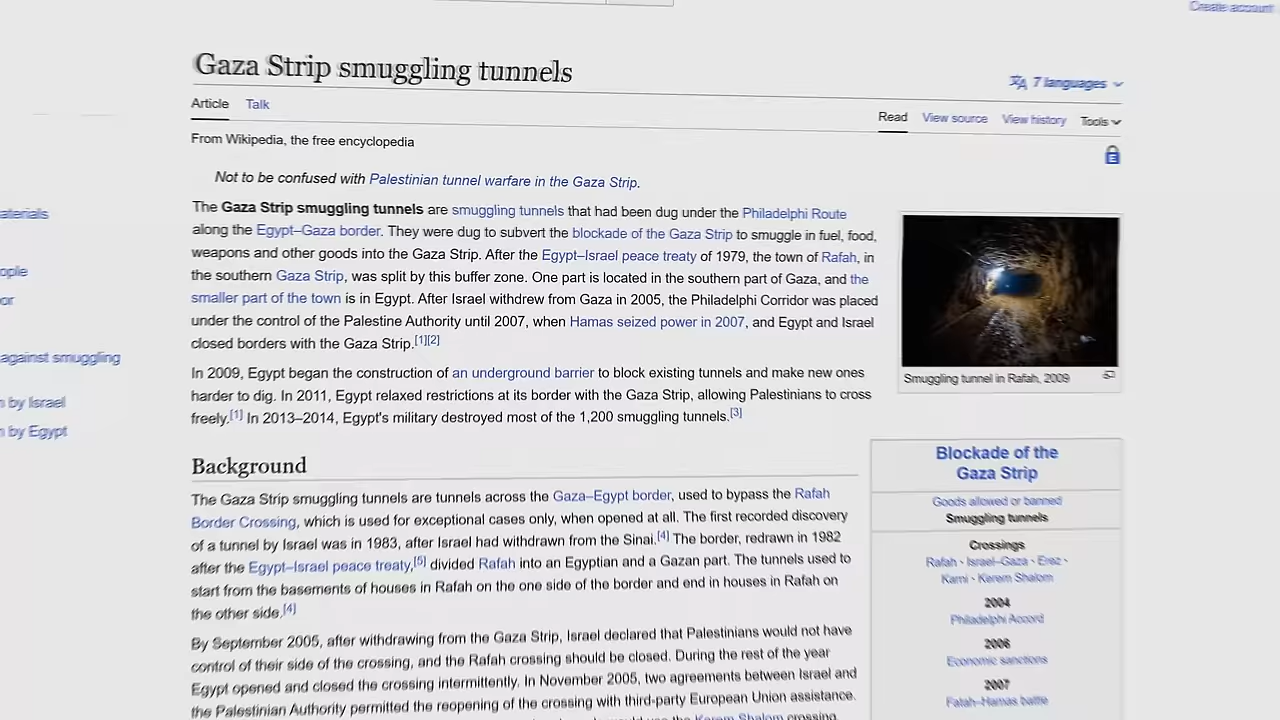 Create account
Gaza Strip smuggling tunnels
7 languages
Article Talk
Read View source View history Tools
From Wikipedia, the free encyclopedia
Not to be confused with Palestinian tunnel warfare in the Gaza Strip.
The Gaza Strip smuggling tunnels are smuggling tunnels that had been dug under the Philadelphi Route
along the Egypt–Gaza border. They were dug to subvert the blockade of the Gaza Strip to smuggle in fuel, food,
weapons and other goods into the Gaza Strip. After the Egypt–Israel peace treaty of 1979, the town of Rafah, in
the southern Gaza Strip, was split by this buffer zone. One part is located in the southern part of Gaza, and the
smaller part of the town is in Egypt. After Israel withdrew from Gaza in 2005, the Philadelphi Corridor was placed
under the control of the Palestine Authority until 2007, when Hamas seized power in 2007, and Egypt and Israel
closed borders with the Gaza Strip.[1][2]
In 2009, Egypt began the construction of an underground barrier to block existing tunnels and make new ones
harder to dig. In 2011, Egypt relaxed restrictions at its border with the Gaza Strip, allowing Palestinians to cross
freely.[1] In 2013–2014, Egypt's military destroyed most of the 1,200 smuggling tunnels.[3]
Background
The Gaza Strip smuggling tunnels are tunnels across the Gaza–Egypt border, used to bypass the Rafah
Border Crossing, which is used for exceptional cases only, when opened at all. The first recorded discovery
of a tunnel by Israel was in 1983, after Israel had withdrawn from the Sinai.[4] The border, redrawn in 1982
after the Egypt–Israel peace treaty,[5] divided Rafah into an Egyptian and a Gazan part. The tunnels used to
start from the basements of houses in Rafah on the one side of the border and end in houses in Rafah on
the other side.[4]
By September 2005, after withdrawing from the Gaza Strip, Israel declared that Palestinians would not have
control of their side of the crossing, and the Rafah crossing should be closed. During the rest of the year
Egypt opened and closed the crossing intermittently. In November 2005, two agreements between Israel and
the Palestinian Authority permitted the reopening of the crossing with third-party European Union assistance.
the Kerem Shalom crossing
Smuggling tunnel in Rafah, 2009
Blockade of the
Gaza Strip
Goods allowed or banned
Smuggling tunnels
Crossings
Rafah · Israel–Gaza · Erez ·
Karni · Kerem Shalom
2004
Philadelphi Accord
2006
Economic sanctions
2007
Fatah–Hamas battle
aterials
ople
or
against smuggling
n by Israel
n by Egypt